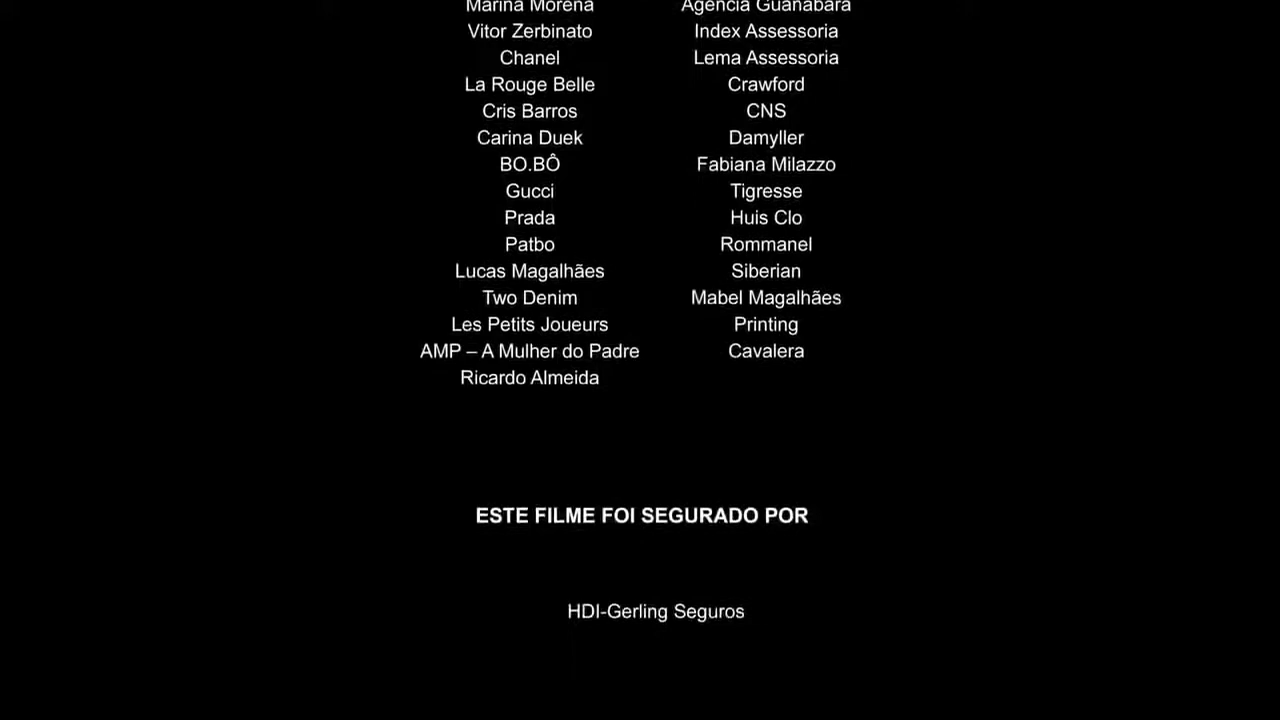 Marina Morena
Agência Guanabara
Vitor Zerbinato
Index Assessoria
Chanel
Lema Assessoria
La Rouge Belle
Crawford
Cris Barros
CNS
Carina Duek
Damyller
BO.BÔ
Fabiana Milazzo
Gucci
Tigresse
Prada
Huis Clo
Patbo
Rommanel
Lucas Magalhães
Siberian
Two Denim
Mabel Magalhães
Les Petits Joueurs
Printing
AMP – A Mulher do Padre
Cavalera
Ricardo Almeida
ESTE FILME FOI SEGURADO POR
HDI-Gerling Seguros